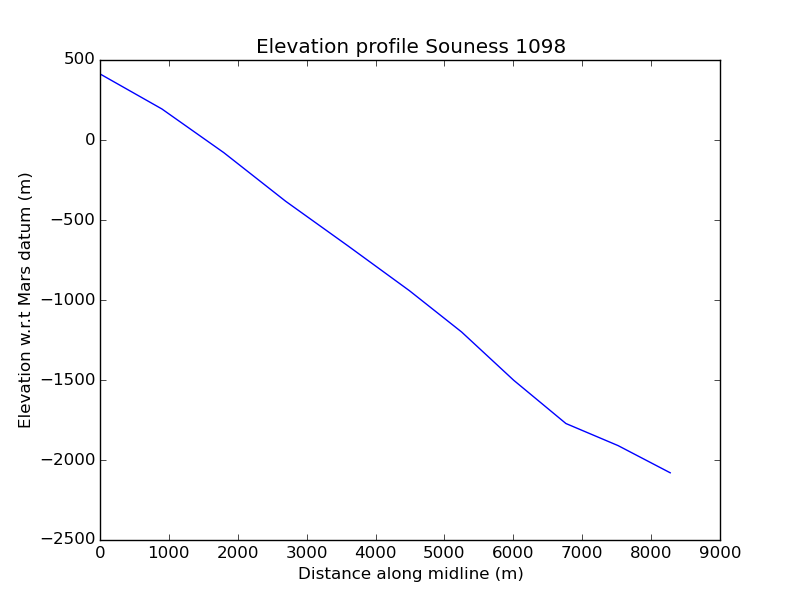 Elevation profile Souness 1098
500
0
−500
−1000
−1500
−2000
−2500
Elevation w.r.t Mars datum (m)
0 1000 2000 3000 4000 5000 6000 7000 8000 9000
Distance along midline (m)